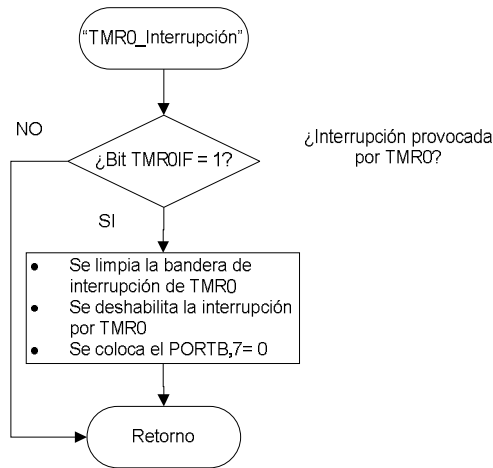 “TMR0_Interrupción”
NO
¿Bit TMR0IF = 1?
¿Interrupción provocada
por TMR0?
SI
● Se limpia la bandera de
interrupción de TMR0
● Se deshabilita la interrupción
por TMR0
● Se coloca el PORTB,7= 0
Retorno